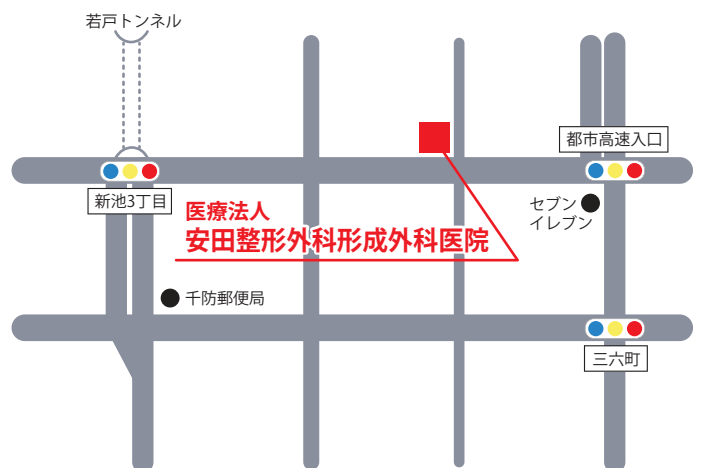 若戸トンネル
都市高速入口
新池3丁目
医療法人
安田整形外科形成外科医院
セブン
イレブン
千防郵便局
三六町